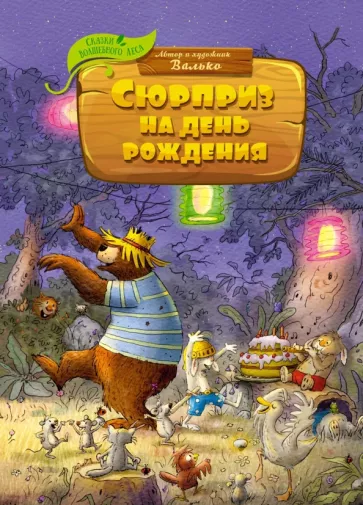 Сказки
волшебного леса
Автор и художник
Валько
Сюрприз
на день
рождения